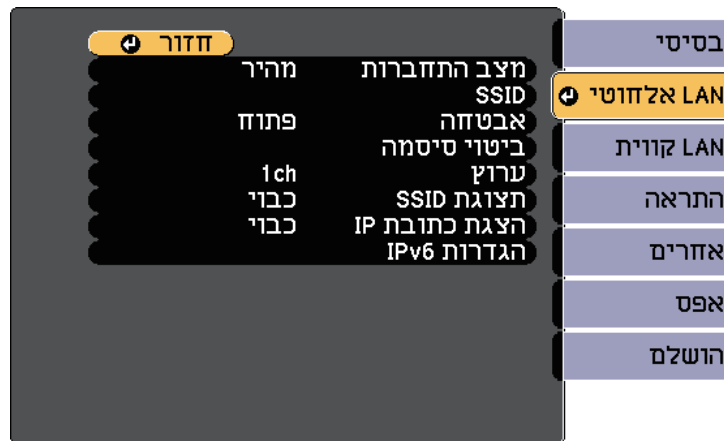 בסיסי
LAN אלחוטי
LAN קווית
התראה
אחרים
אפס
הושלם
חזור
מצב התחברות מהיר
SSID
אבטחה פתוח
ביטוי סיסמה
ערוץ 1ch
תצוגת SSID כבוי
הצגת כתובת IP כבוי
הגדרות IPv6